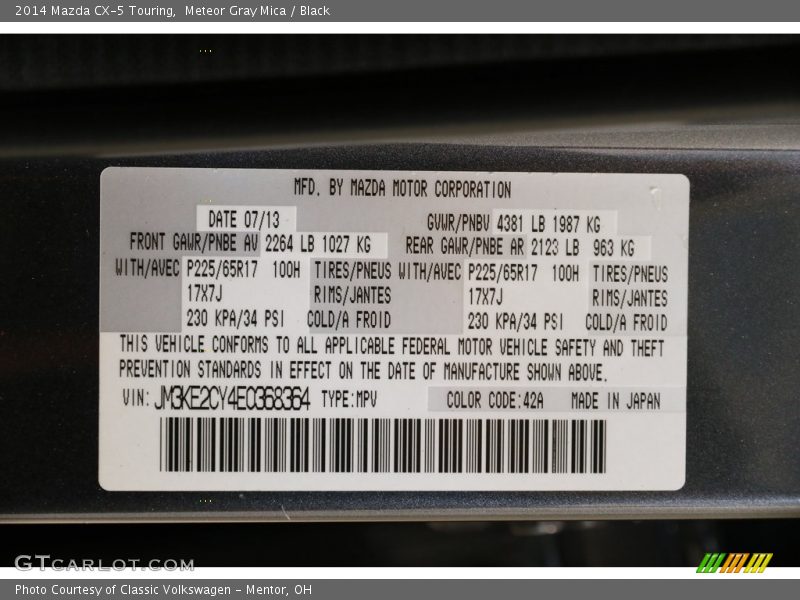 2014 Mazda CX-5 Touring, Meteor Gray Mica / Black
MFD. BY MAZDA MOTOR CORPORATION
DATE 07/13 GVWR/PNBV 4381 LB 1987 KG
FRONT GAWR/PNBE AV 2264 LB 1027 KG REAR GAWR/PNBE AR 2123 LB 963 KG
WITH/AVEC P225/65R17 100H TIRES/PNEUS WITH/AVEC P225/65R17 100H TIRES/PNEUS
17X7J RIMS/JANTES 17X7J RIMS/JANTES
230 KPA/34 PSI COLD/A FROID 230 KPA/34 PSI COLD/A FROID
THIS VEHICLE CONFORMS TO ALL APPLICABLE FEDERAL MOTOR VEHICLE SAFETY AND THEFT
PREVENTION STANDARDS IN EFFECT ON THE DATE OF MANUFACTURE SHOWN ABOVE.
VIN: JM3KE2CY4E0368364 TYPE:MPV COLOR CODE:42A MADE IN JAPAN
GTCARLOT.COM
Photo Courtesy of Classic Volkswagen - Mentor, OH